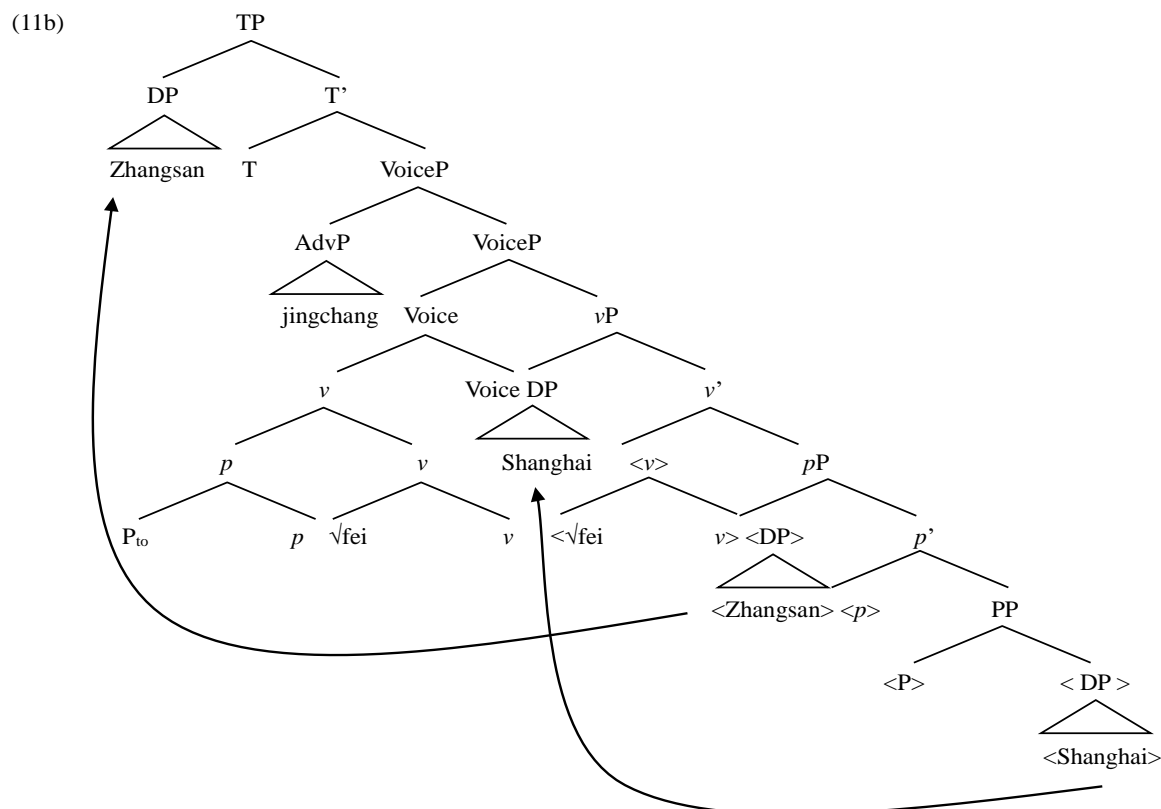 (11b) TP
DP T’
Zhangsan T VoiceP
AdvP VoiceP
jingchang Voice vP
v Voice DP v’
p v Shanghai <v> pP
P_to p √fei v <√fei v> <DP> p’
<Zhangsan> <p> PP
<P> < DP >
<Shanghai>